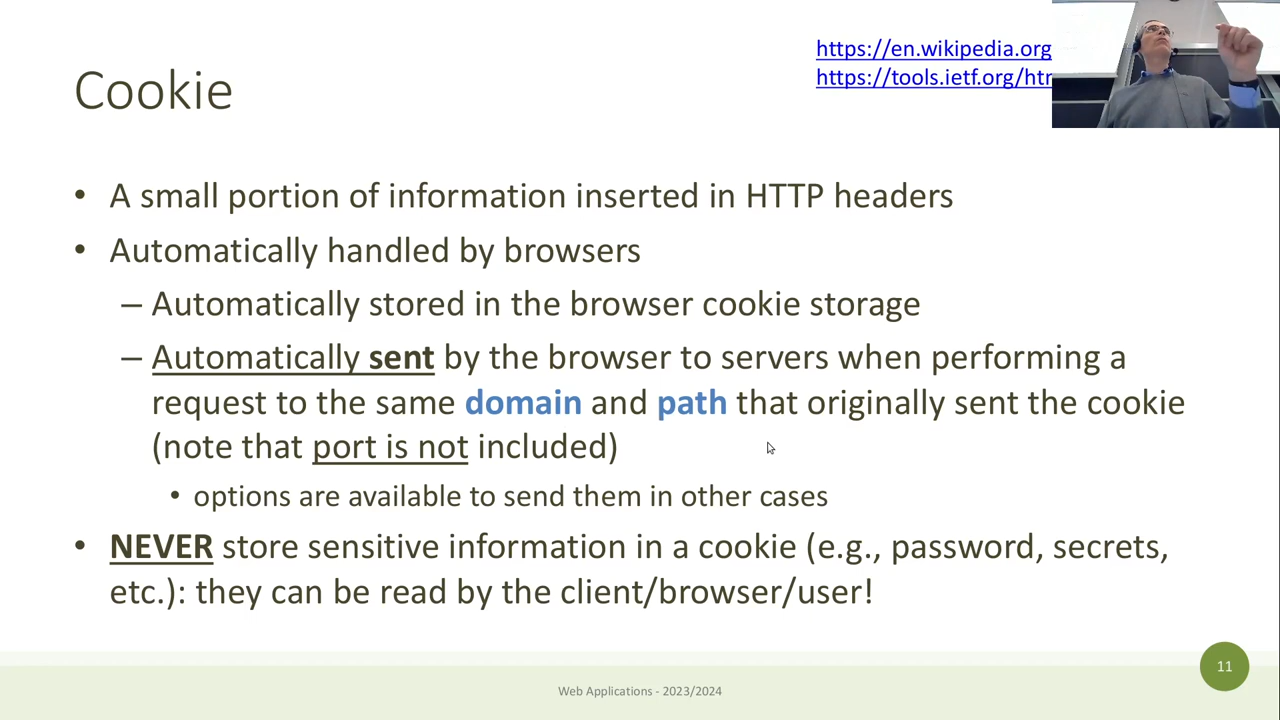 https://en.wikipedia.org
https://tools.ietf.org/htm
Cookie
• A small portion of information inserted in HTTP headers
• Automatically handled by browsers
– Automatically stored in the browser cookie storage
– Automatically sent by the browser to servers when performing a
request to the same domain and path that originally sent the cookie
(note that port is not included)
• options are available to send them in other cases
• NEVER store sensitive information in a cookie (e.g., password, secrets,
etc.): they can be read by the client/browser/user!
11
Web Applications - 2023/2024